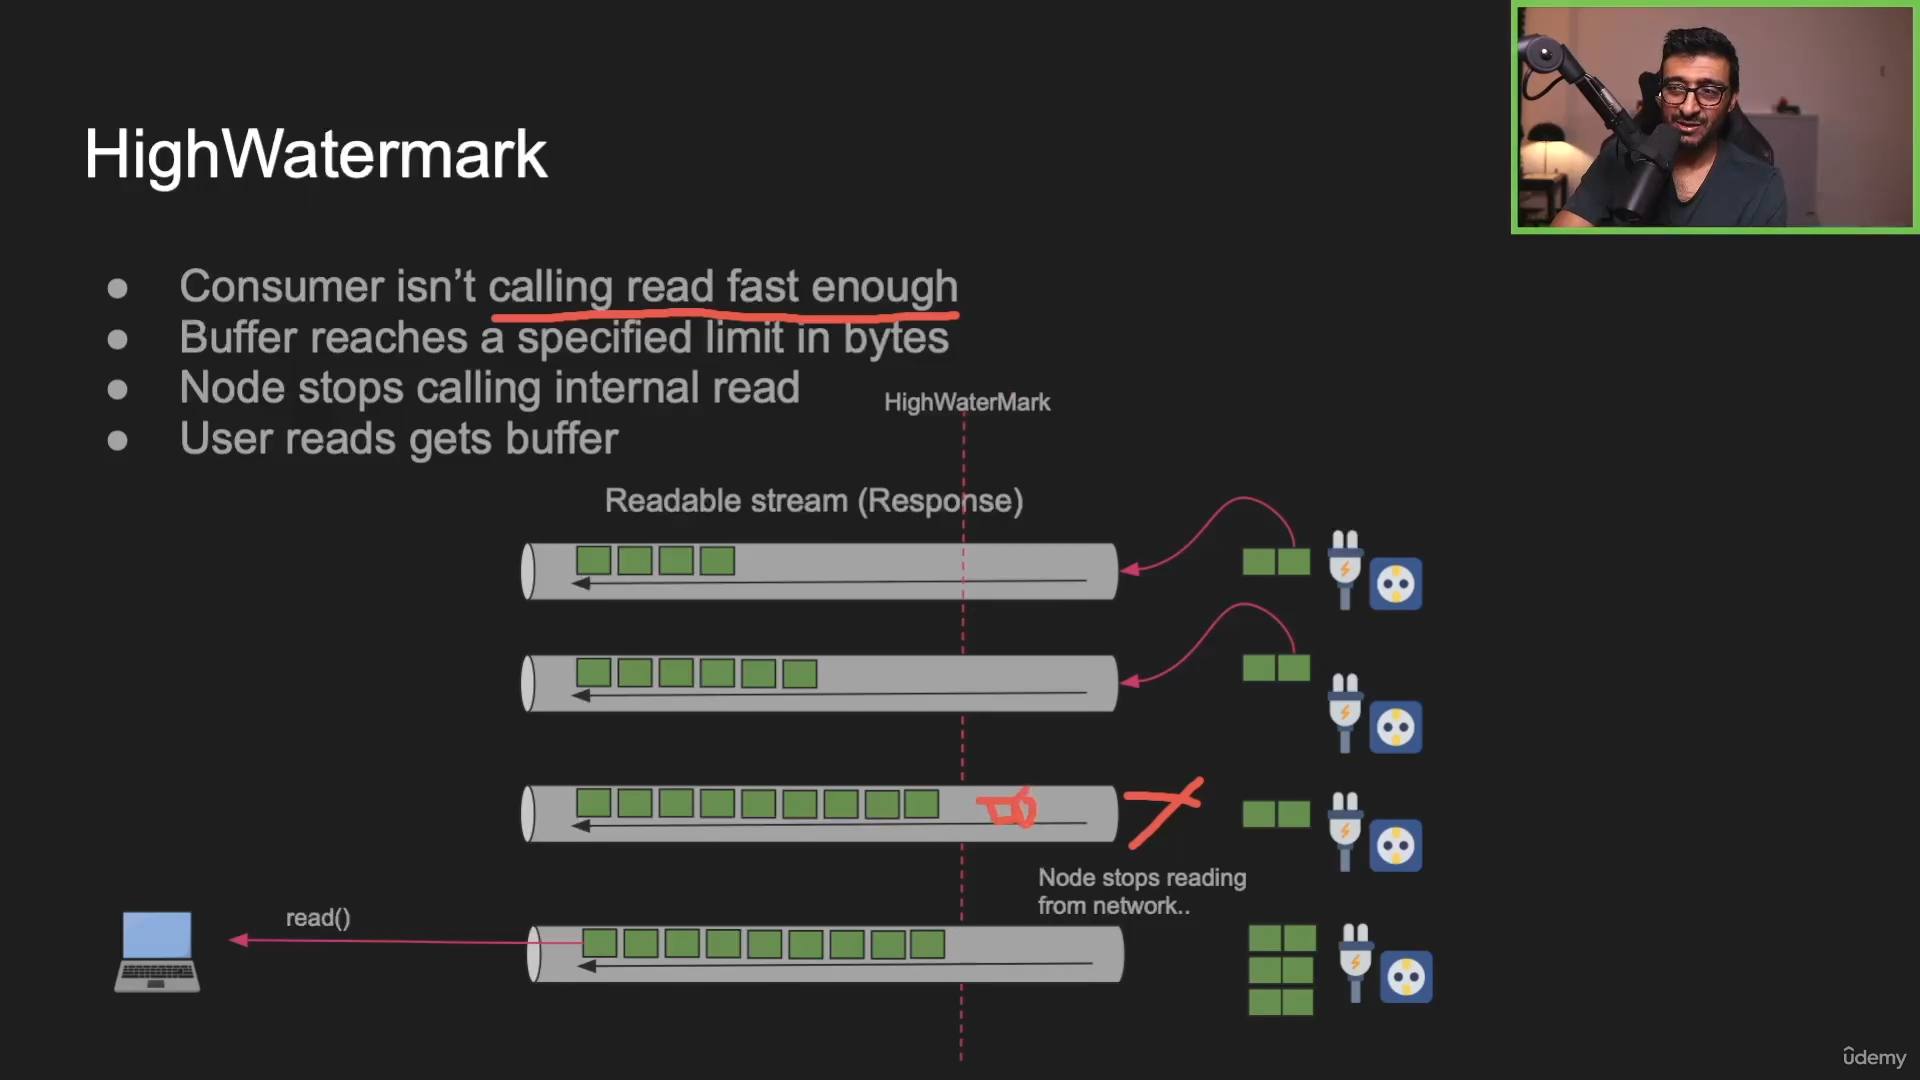 HighWatermark
● Consumer isn’t calling read fast enough
● Buffer reaches a specified limit in bytes
● Node stops calling internal read
● User reads gets buffer
HighWaterMark
Readable stream (Response)
Node stops reading
from network..
read()
ûdemy